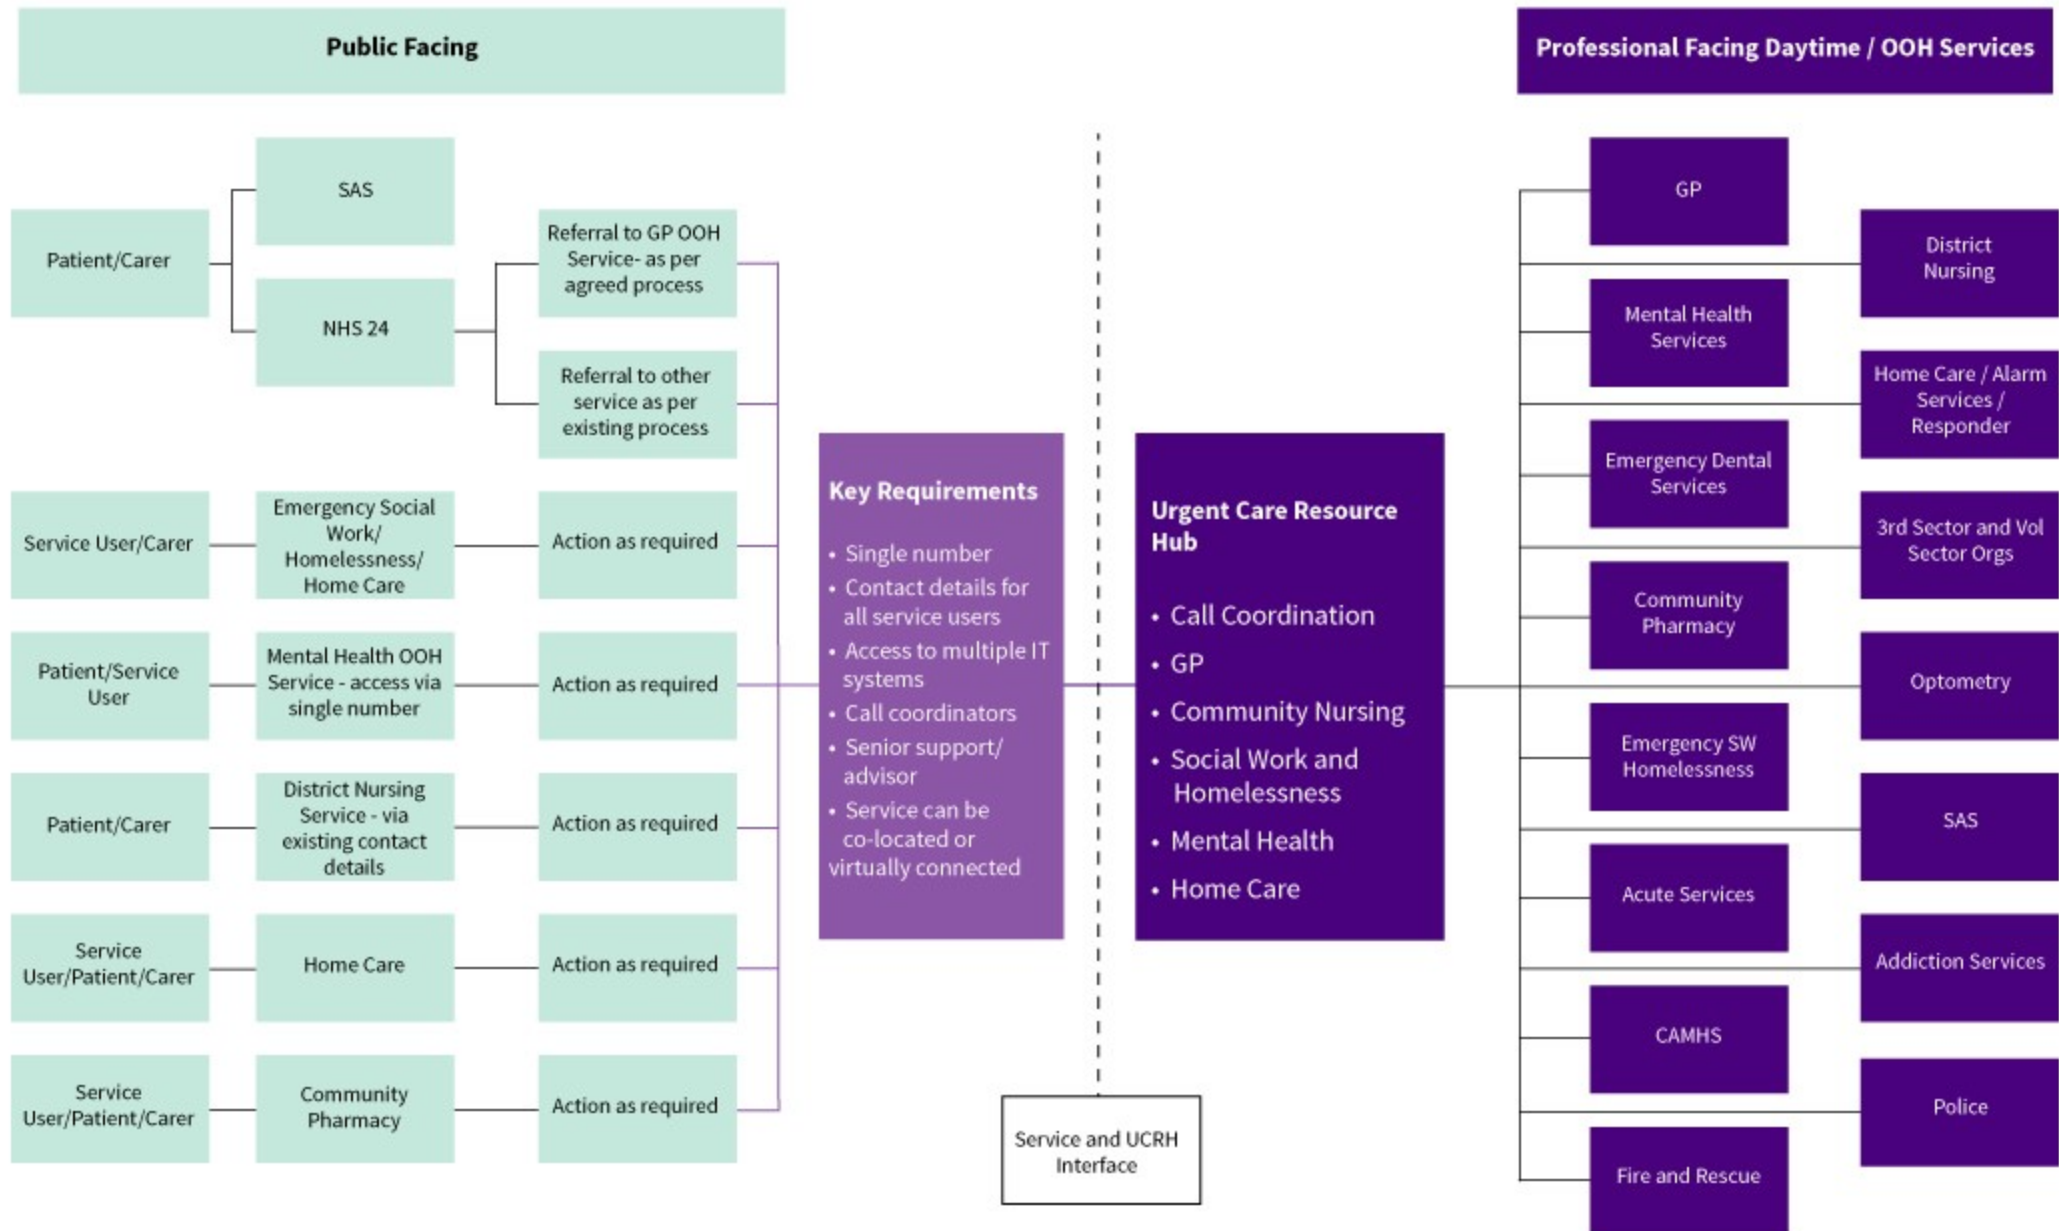 Public Facing
Professional Facing Daytime / OOH Services
Patient/Carer
SAS
NHS 24
Referral to GP OOH
Service- as per
agreed process
Referral to other
service as per
existing process
Service User/Carer
Emergency Social
Work/
Homelessness/
Home Care
Action as required
Patient/Service
User
Mental Health OOH
Service - access via
single number
Action as required
Patient/Carer
District Nursing
Service - via
existing contact
details
Action as required
Service
User/Patient/Carer
Home Care
Action as required
Service
User/Patient/Carer
Community
Pharmacy
Action as required
Key Requirements
• Single number
• Contact details for
all service users
• Access to multiple IT
systems
• Call coordinators
• Senior support/
advisor
• Service can be
co-located or
virtually connected
Service and UCRH
Interface
Urgent Care Resource
Hub
• Call Coordination
• GP
• Community Nursing
• Social Work and
Homelessness
• Mental Health
• Home Care
GP
District
Nursing
Mental Health
Services
Home Care / Alarm
Services /
Responder
Emergency Dental
Services
3rd Sector and Vol
Sector Orgs
Community
Pharmacy
Optometry
Emergency SW
Homelessness
SAS
Acute Services
Addiction Services
CAMHS
Police
Fire and Rescue